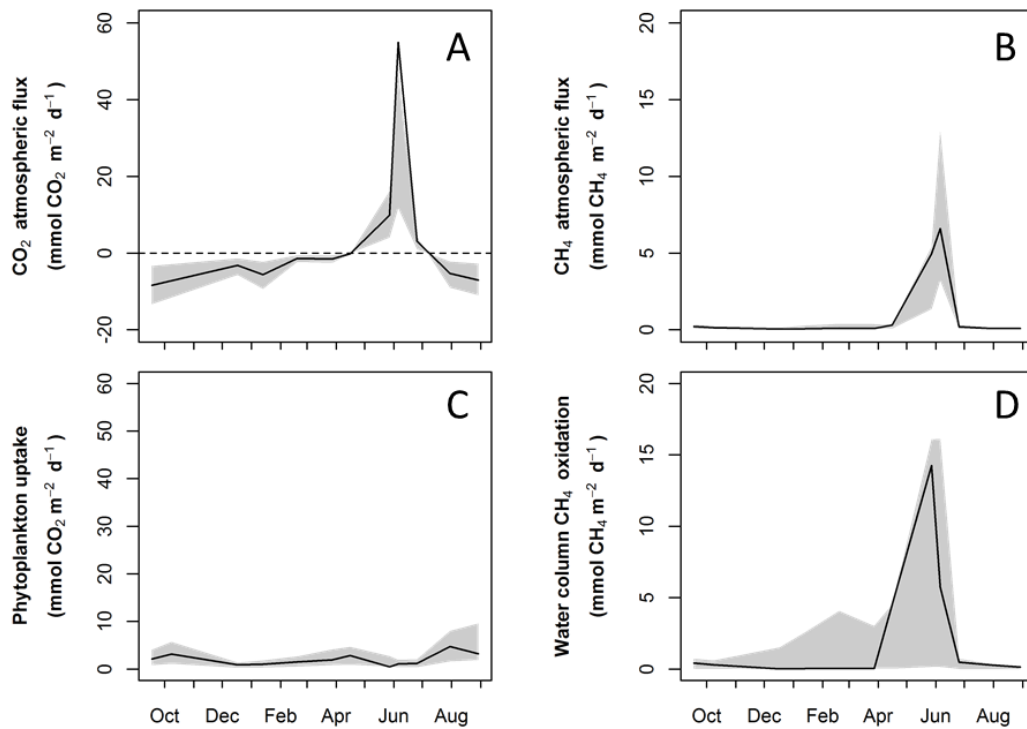 A
CO₂ atmospheric flux
(mmol CO₂ m⁻² d⁻¹)
60
40
20
0
-20
B
CH₄ atmospheric flux
(mmol CH₄ m⁻² d⁻¹)
20
15
10
5
0
C
Phytoplankton uptake
(mmol CO₂ m⁻² d⁻¹)
60
50
40
30
20
10
0
Oct Dec Feb Apr Jun Aug
D
Water column CH₄ oxidation
(mmol CH₄ m⁻² d⁻¹)
20
15
10
5
0
Oct Dec Feb Apr Jun Aug